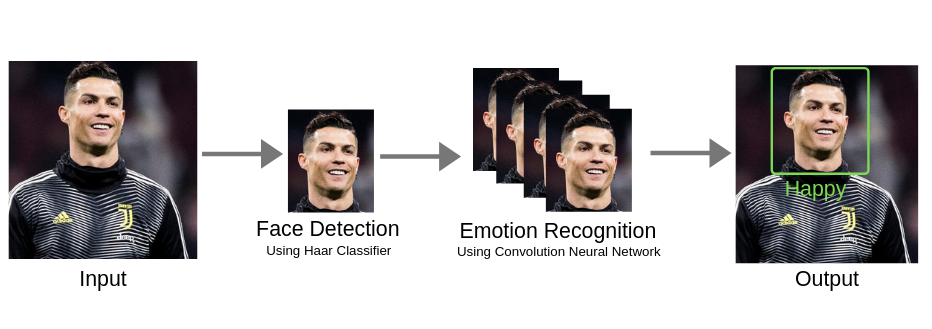 Input
Face Detection
Using Haar Classifier
Emotion Recognition
Using Convolution Neural Network
Happy
Output